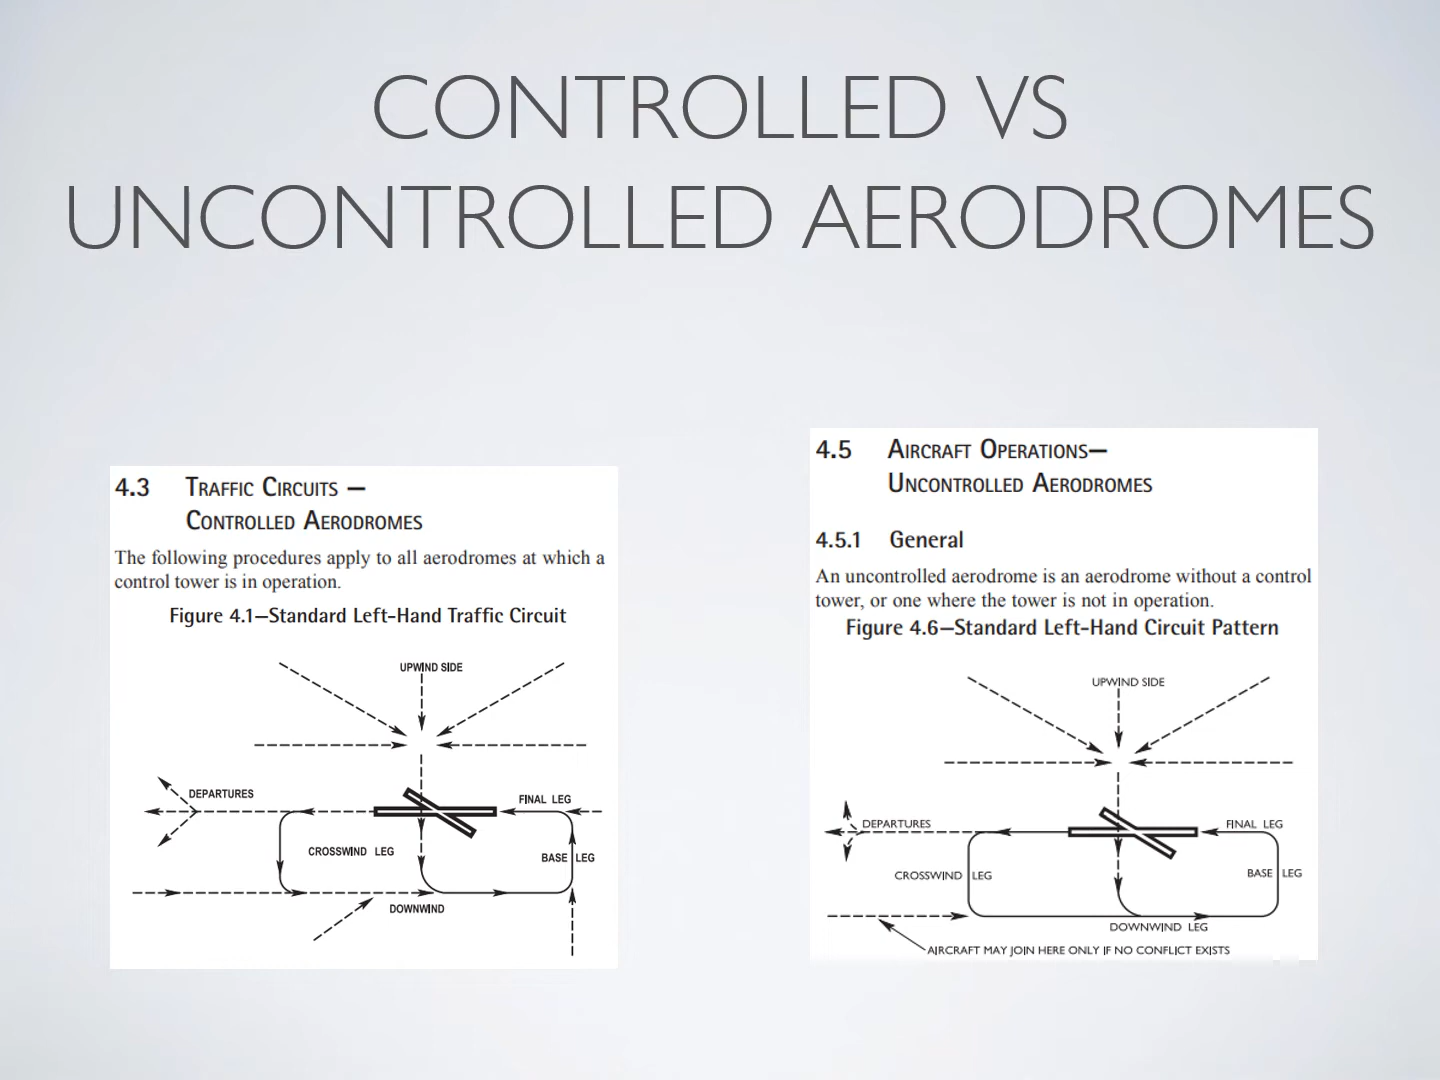 CONTROLLED VS
UNCONTROLLED AERODROMES
4.3 TRAFFIC CIRCUITS —
CONTROLLED AERODROMES
The following procedures apply to all aerodromes at which a
control tower is in operation.
Figure 4.1—Standard Left-Hand Traffic Circuit
UPWIND SIDE
DEPARTURES
FINAL LEG
CROSSWIND LEG
BASE LEG
DOWNWIND
4.5 AIRCRAFT OPERATIONS—
UNCONTROLLED AERODROMES
4.5.1 General
An uncontrolled aerodrome is an aerodrome without a control
tower, or one where the tower is not in operation.
Figure 4.6—Standard Left-Hand Circuit Pattern
UPWIND SIDE
DEPARTURES
FINAL LEG
CROSSWIND LEG
BASE LEG
DOWNWIND LEG
AIRCRAFT MAY JOIN HERE ONLY IF NO CONFLICT EXISTS